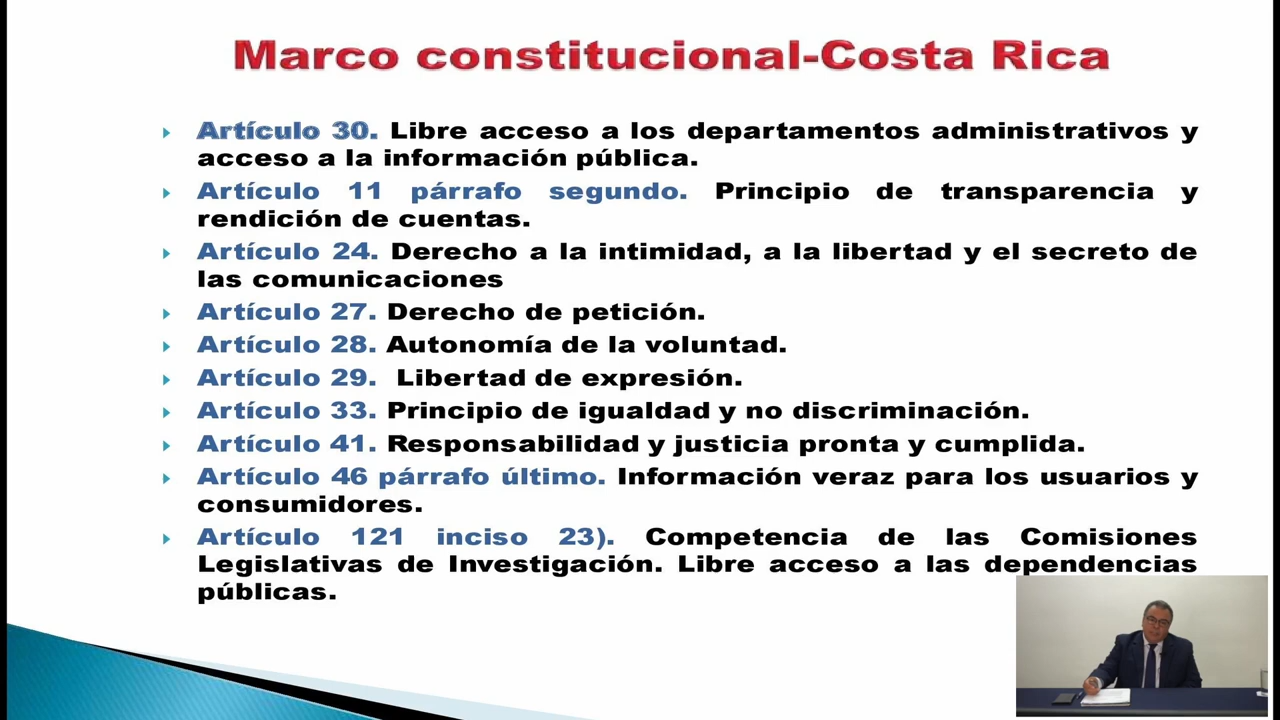 Marco constitucional-Costa Rica
Artículo 30. Libre acceso a los departamentos administrativos y
acceso a la información pública.
Artículo 11 párrafo segundo. Principio de transparencia y
rendición de cuentas.
Artículo 24. Derecho a la intimidad, a la libertad y el secreto de
las comunicaciones
Artículo 27. Derecho de petición.
Artículo 28. Autonomía de la voluntad.
Artículo 29. Libertad de expresión.
Artículo 33. Principio de igualdad y no discriminación.
Artículo 41. Responsabilidad y justicia pronta y cumplida.
Artículo 46 párrafo último. Información veraz para los usuarios y
consumidores.
Artículo 121 inciso 23). Competencia de las Comisiones
Legislativas de Investigación. Libre acceso a las dependencias
públicas.